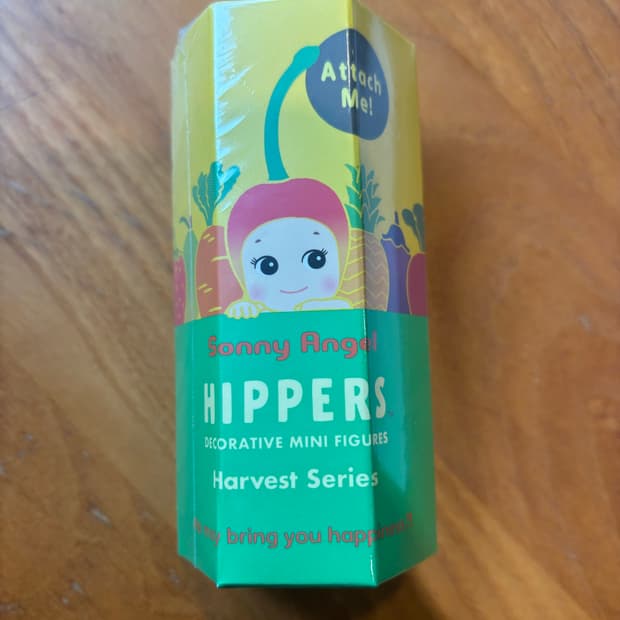 Attach
Me!
Sonny Angel
HIPPERS
DECORATIVE MINI FIGURES
Harvest Series
bring you